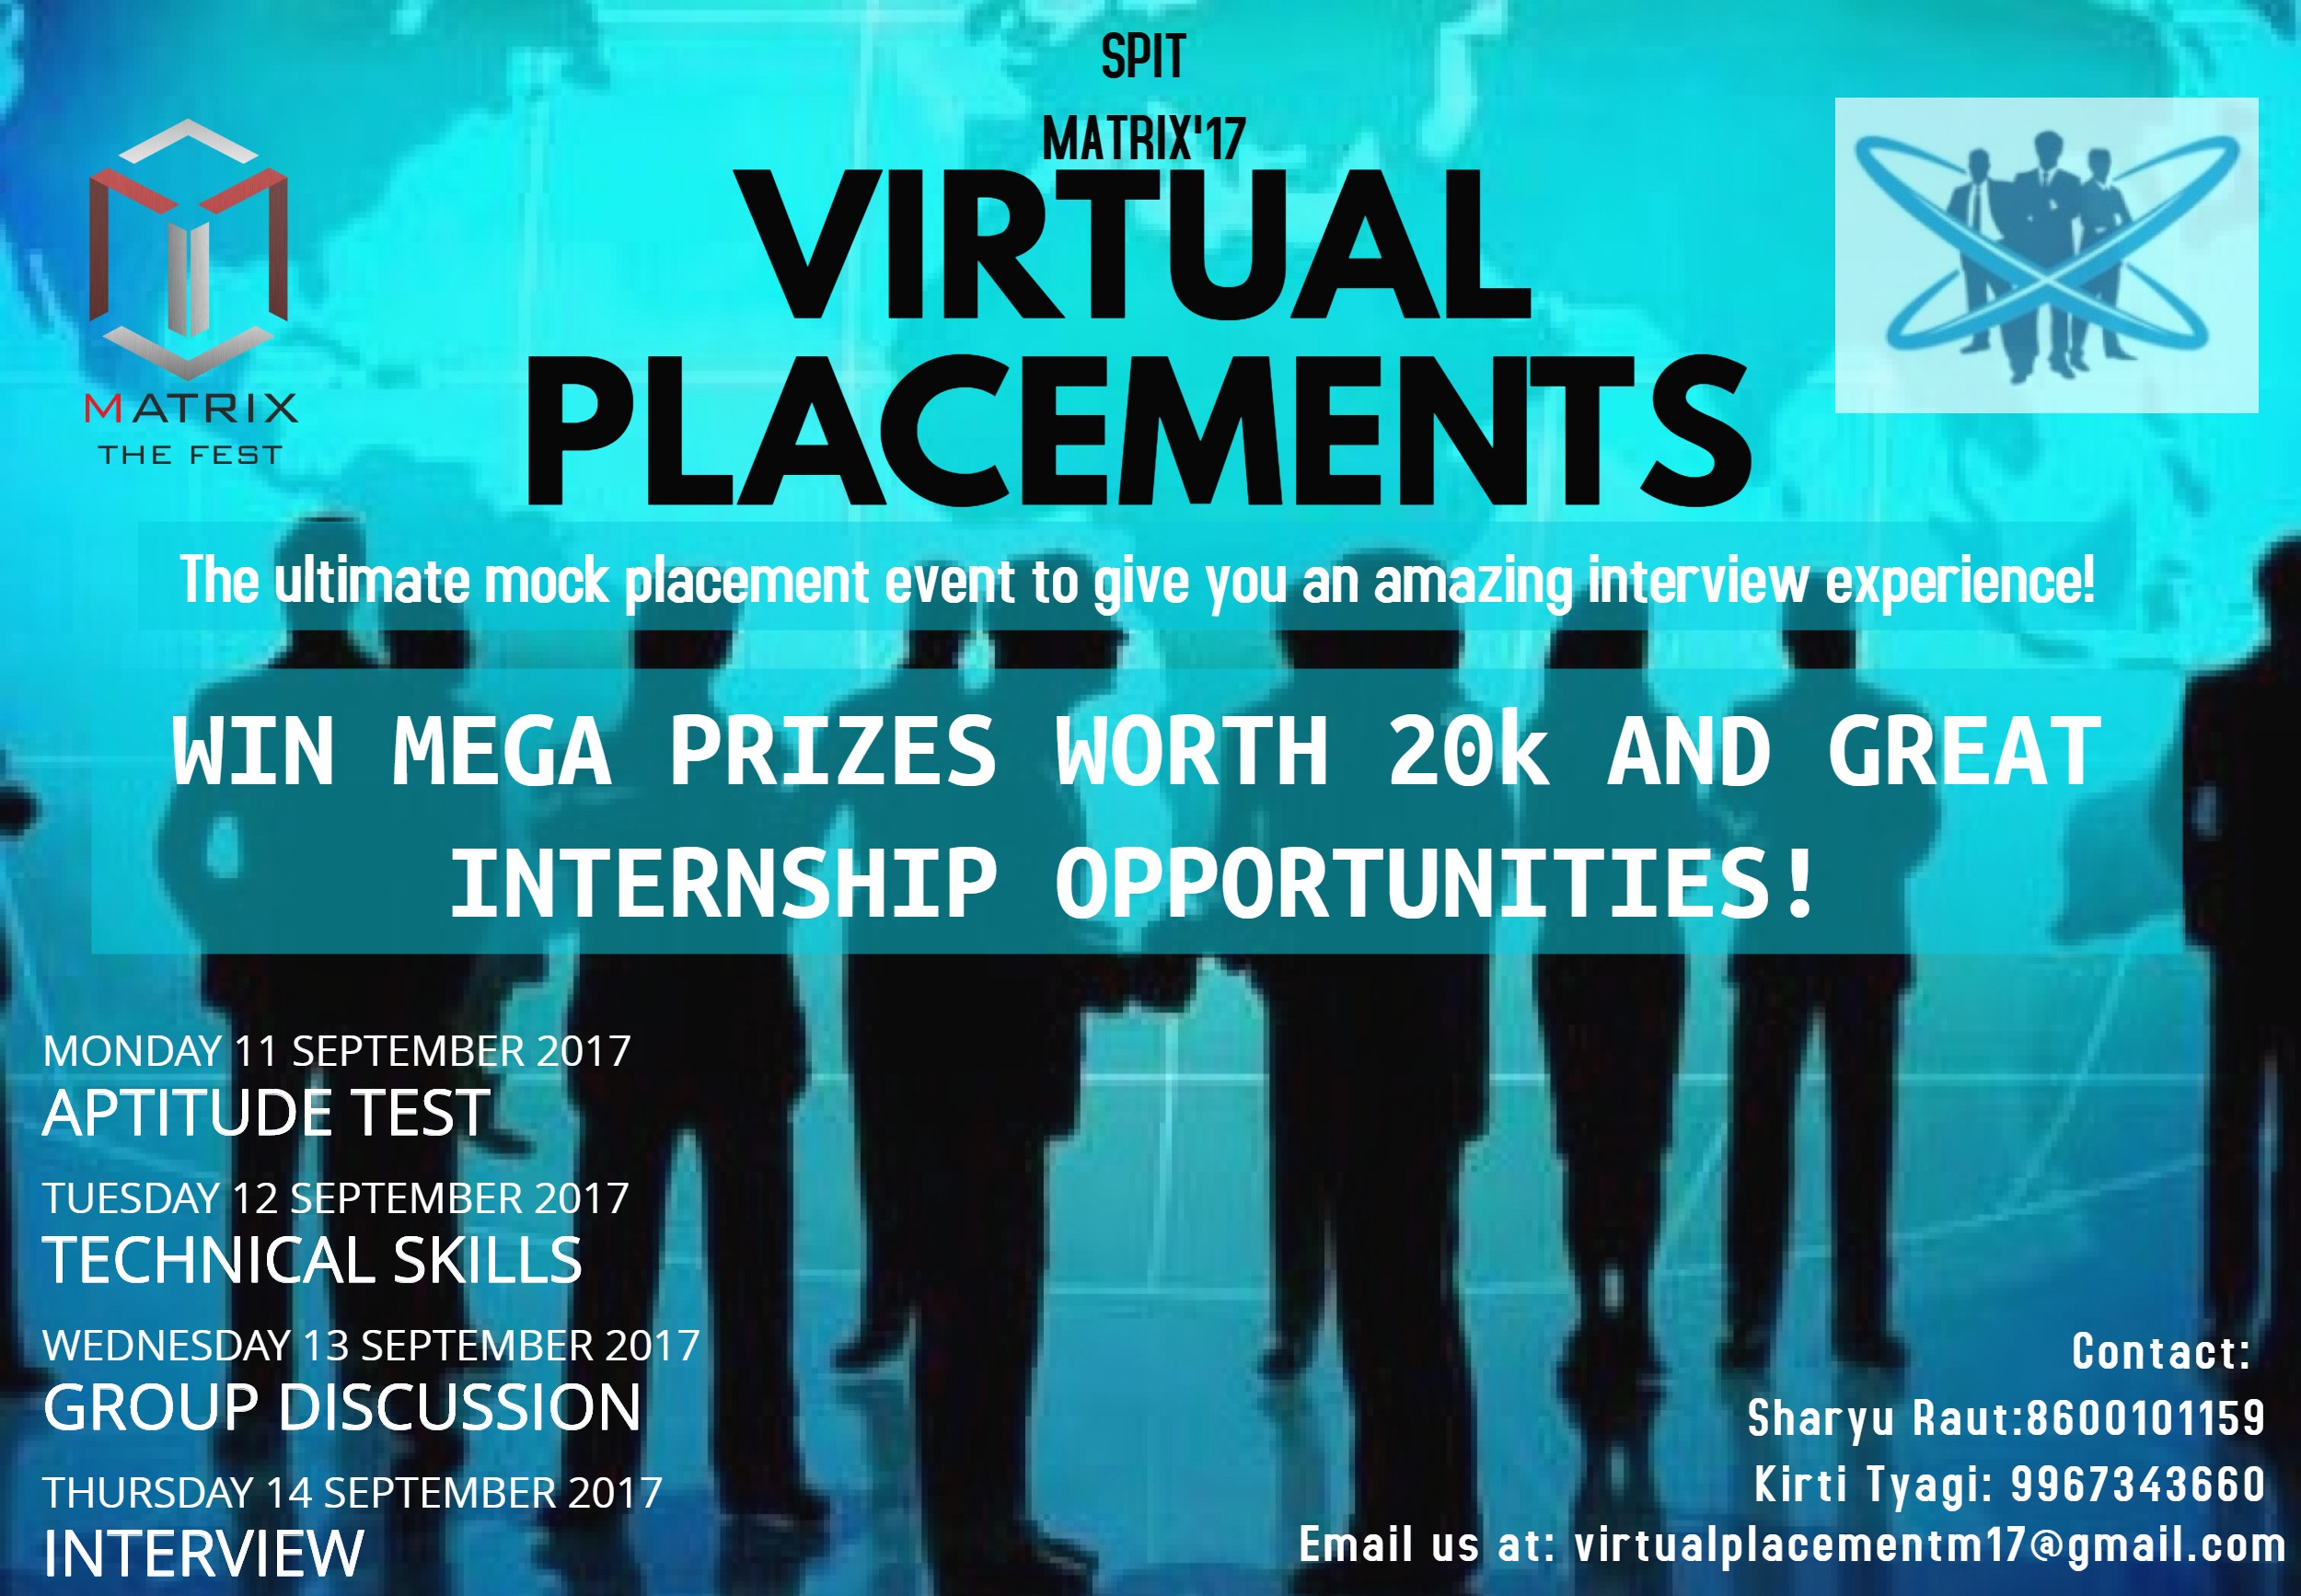 SPIT
MATRIX'17
VIRTUAL
PLACEMENTS
MATRIX
THE FEST
The ultimate mock placement event to give you an amazing interview experience!
WIN MEGA PRIZES WORTH 20k AND GREAT
INTERNSHIP OPPORTUNITIES!
MONDAY 11 SEPTEMBER 2017
APTITUDE TEST
TUESDAY 12 SEPTEMBER 2017
TECHNICAL SKILLS
WEDNESDAY 13 SEPTEMBER 2017
GROUP DISCUSSION
THURSDAY 14 SEPTEMBER 2017
INTERVIEW
Contact:
Sharyu Raut:8600101159
Kirti Tyagi: 9967343660
Email us at: virtualplacementm17@gmail.com